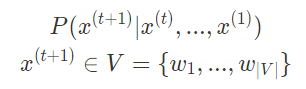 P(x^{(t+1)}|x^{(t)}, ..., x^{(1)})
x^{(t+1)} ∈ V = {w_1, ..., w_{|V|}}